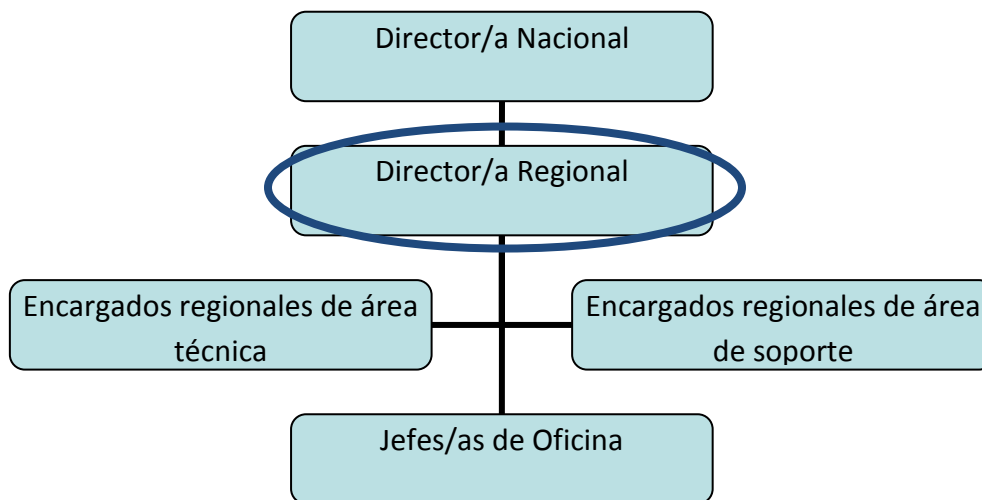 Director/a Nacional
Director/a Regional
Encargados regionales de área
técnica
Encargados regionales de área
de soporte
Jefes/as de Oficina